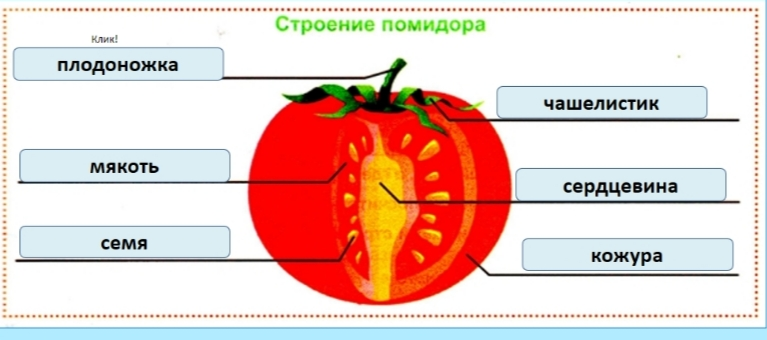 Строение помидора
Клик!
плодоножка
чашелистик
мякоть
сердцевина
семя
кожура